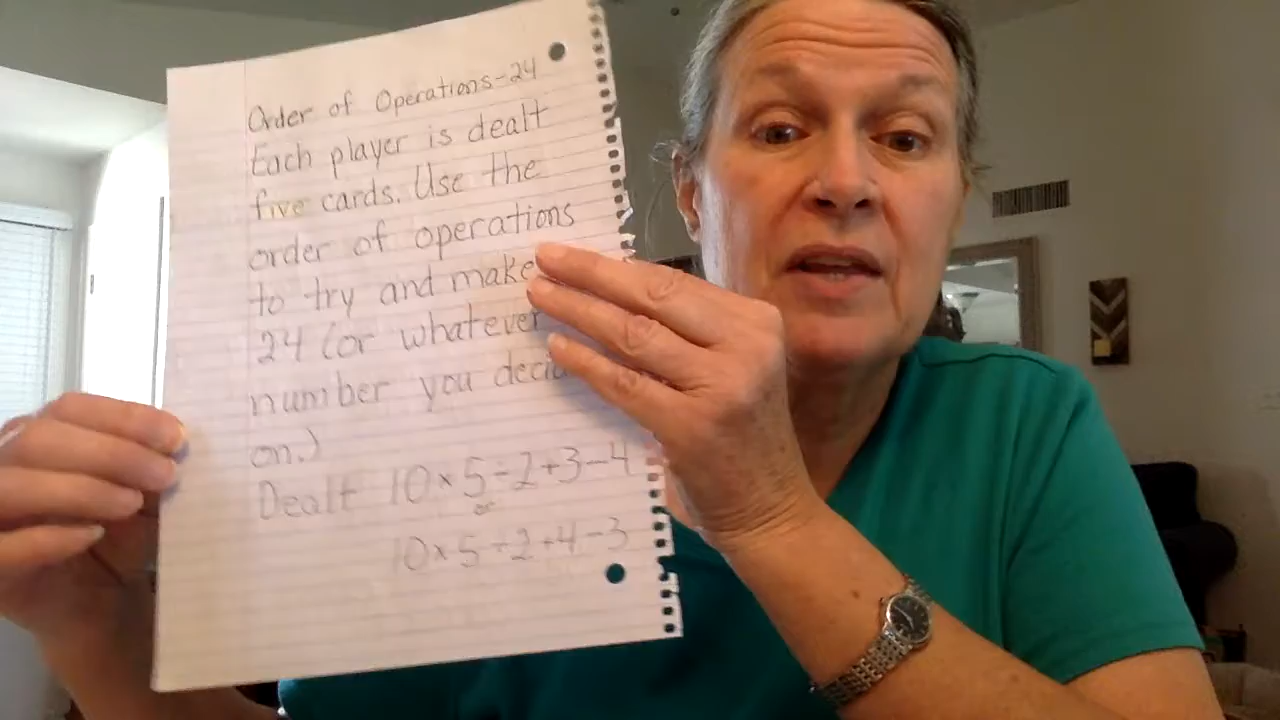 Order of Operations-24
Each player is dealt
five cards. Use the
order of operations
to try and make
24 (or whatever
number you
on.)
Dealt 10×5÷2+3-4
or
10×5÷2+4-3